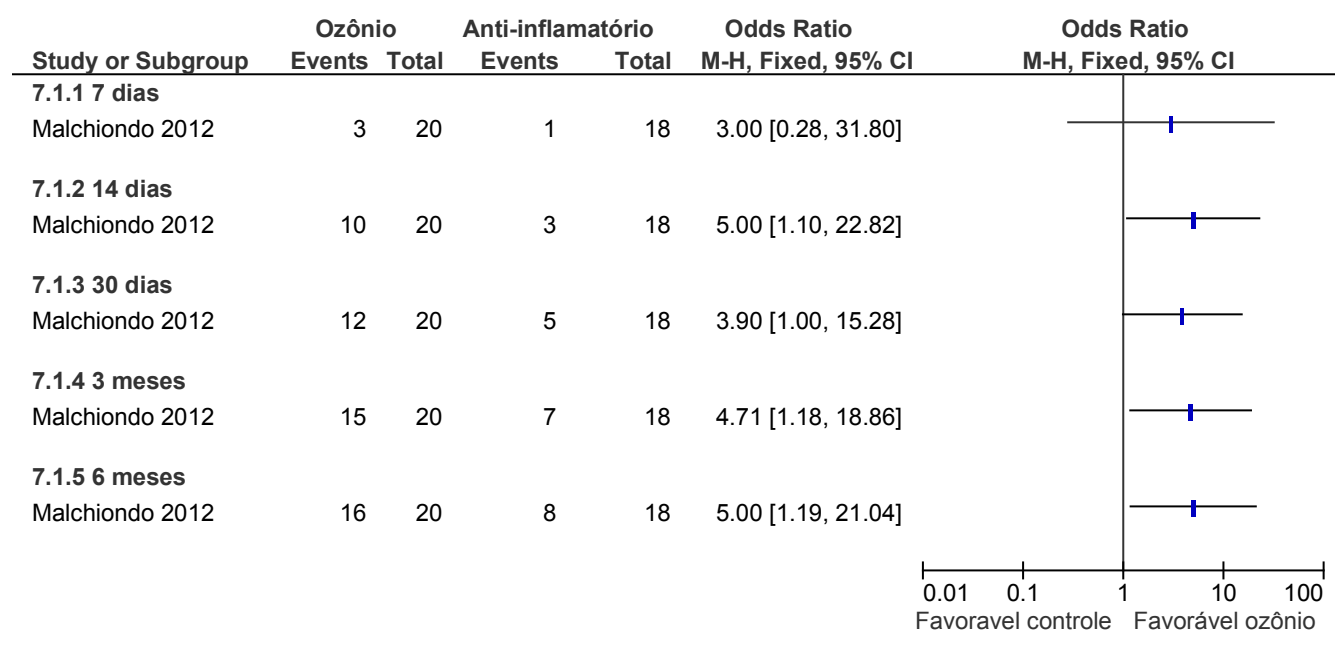 Ozônio Anti-inflamatório Odds Ratio Odds Ratio
Study or Subgroup Events Total Events Total M-H, Fixed, 95% CI M-H, Fixed, 95% CI
7.1.1 7 dias
Malchiondo 2012 3 20 1 18 3.00 [0.28, 31.80]
7.1.2 14 dias
Malchiondo 2012 10 20 3 18 5.00 [1.10, 22.82]
7.1.3 30 dias
Malchiondo 2012 12 20 5 18 3.90 [1.00, 15.28]
7.1.4 3 meses
Malchiondo 2012 15 20 7 18 4.71 [1.18, 18.86]
7.1.5 6 meses
Malchiondo 2012 16 20 8 18 5.00 [1.19, 21.04]
0.01 0.1 1 10 100
Favoravel controle Favorável ozônio